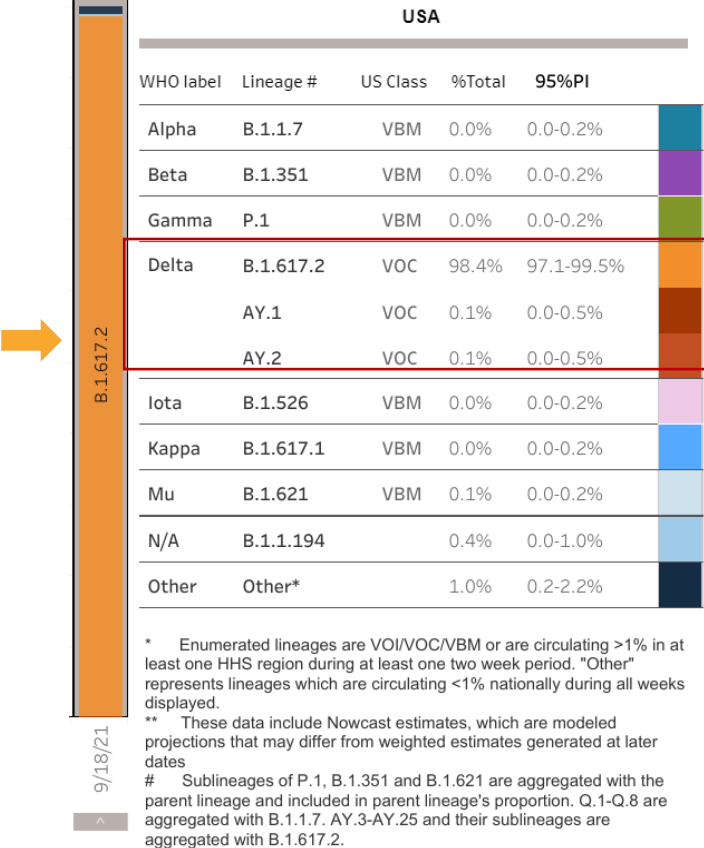 USA
WHO label Lineage # US Class %Total 95%PI
Alpha B.1.1.7 VBM 0.0% 0.0-0.2%
Beta B.1.351 VBM 0.0% 0.0-0.2%
Gamma P.1 VBM 0.0% 0.0-0.2%
Delta B.1.617.2 VOC 98.4% 97.1-99.5%
AY.1 VOC 0.1% 0.0-0.5%
AY.2 VOC 0.1% 0.0-0.5%
Iota B.1.526 VBM 0.0% 0.0-0.2%
Kappa B.1.617.1 VBM 0.0% 0.0-0.2%
Mu B.1.621 VBM 0.1% 0.0-0.2%
N/A B.1.1.194 0.4% 0.0-1.0%
Other Other* 1.0% 0.2-2.2%
B.1.617.2
9/18/21
* Enumerated lineages are VOI/VOC/VBM or are circulating >1% in at
least one HHS region during at least one two week period. "Other"
represents lineages which are circulating <1% nationally during all weeks
displayed.
** These data include Nowcast estimates, which are modeled
projections that may differ from weighted estimates generated at later
dates
# Sublineages of P.1, B.1.351 and B.1.621 are aggregated with the
parent lineage and included in parent lineage's proportion. Q.1-Q.8 are
aggregated with B.1.1.7. AY.3-AY.25 and their sublineages are
aggregated with B.1.617.2.